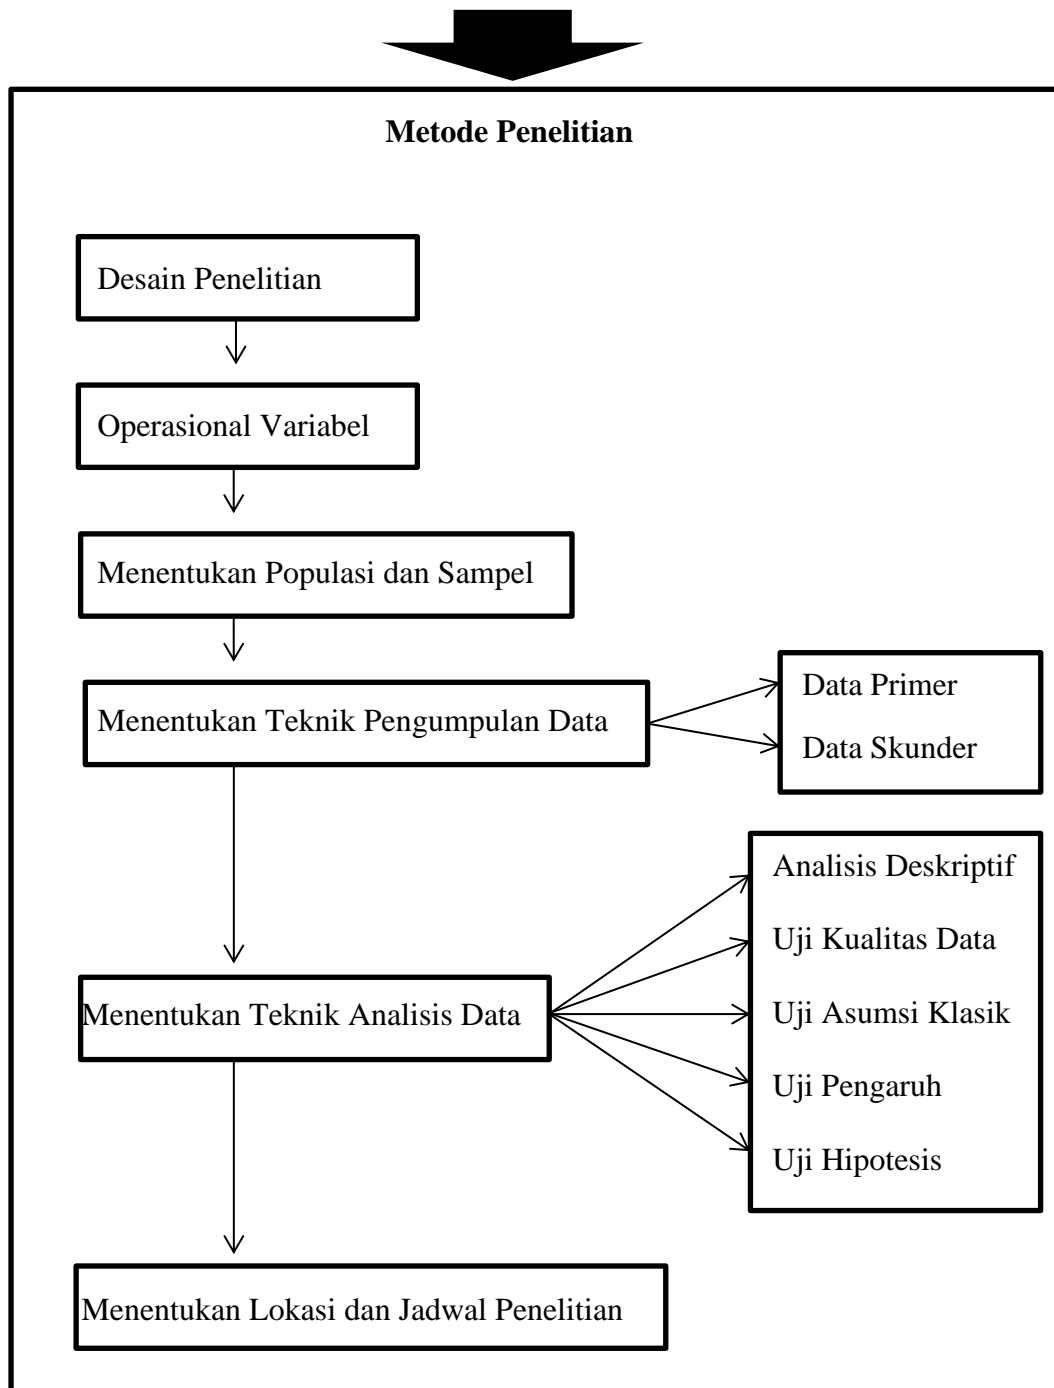 Metode Penelitian
Desain Penelitian
Operasional Variabel
Menentukan Populasi dan Sampel
Menentukan Teknik Pengumpulan Data
Data Primer
Data Skunder
Menentukan Teknik Analisis Data
Analisis Deskriptif
Uji Kualitas Data
Uji Asumsi Klasik
Uji Pengaruh
Uji Hipotesis
Menentukan Lokasi dan Jadwal Penelitian